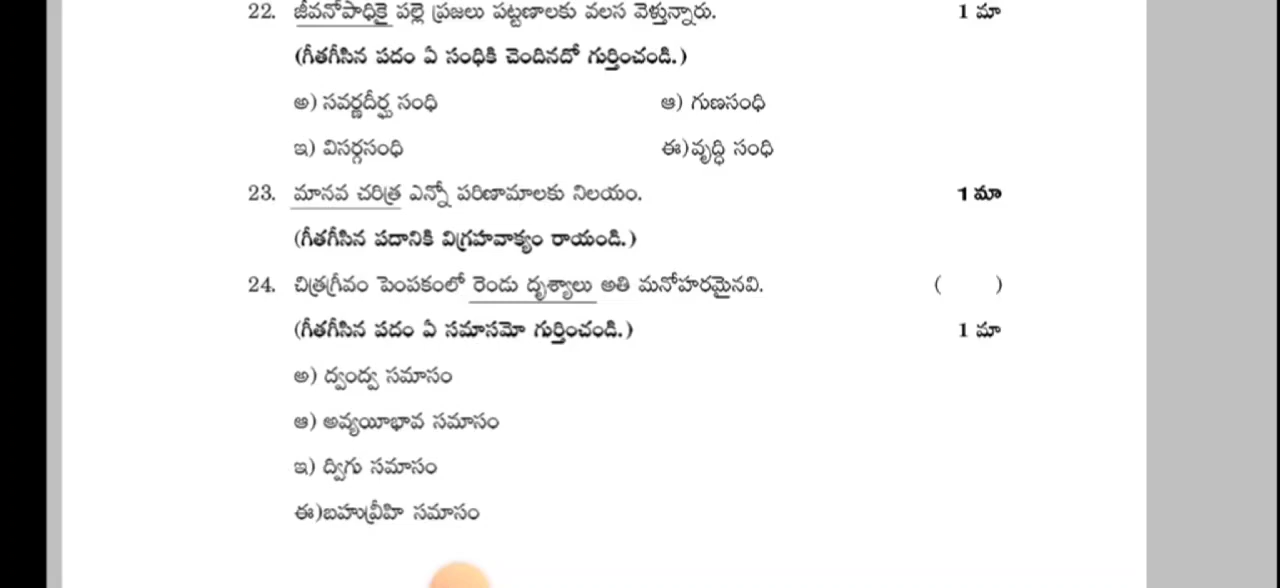 22. జీవనోపాధికై పల్లె ప్రజలు పట్టణాలకు వలస వెళ్తున్నారు. 1 మా
(గీతగీసిన పదం ఏ సంధికి చెందినదో గుర్తించండి.)
అ) సవర్ణదీర్ఘ సంధి ఆ) గుణసంధి
ఇ) విసర్గసంధి ఈ)వృద్ధి సంధి
23. మానవ చరిత్ర ఎన్నో పరిణామాలకు నిలయం. 1 మా
(గీతగీసిన పదానికి విగ్రహవాక్యం రాయండి.)
24. చిత్రగ్రీవం పెంపకంలో రెండు దృశ్యాలు అతి మనోహరమైనవి. ( )
(గీతగీసిన పదం ఏ సమాసమో గుర్తించండి.) 1 మా
అ) ద్వంద్వ సమాసం
ఆ) అవ్యయీభావ సమాసం
ఇ) ద్విగు సమాసం
ఈ)బహువ్రీహి సమాసం